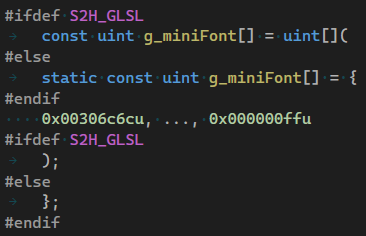 #ifdef S2H_GLSL
    const uint g_miniFont[] = uint[](
#else
    static const uint g_miniFont[] = {
#endif
    0x00306c6cu, ..., 0x000000ffu
#ifdef S2H_GLSL
    );
#else
    };
#endif